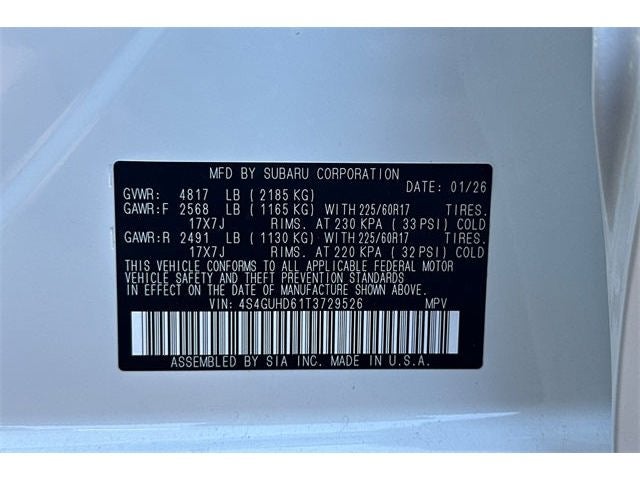 MFD BY SUBARU CORPORATION
DATE: 01/26
GVWR: 4817 LB ( 2185 KG)
GAWR:F 2568 LB ( 1165 KG) WITH 225/60R17 TIRES.
17X7J RIMS. AT 230 KPA ( 33 PSI) COLD
GAWR:R 2491 LB ( 1130 KG) WITH 225/60R17 TIRES.
17X7J RIMS. AT 220 KPA ( 32 PSI) COLD
THIS VEHICLE CONFORMS TO ALL APPLICABLE FEDERAL MOTOR
VEHICLE SAFETY AND THEFT PREVENTION STANDARDS
IN EFFECT ON THE DATE OF MANUFACTURE SHOWN ABOVE.
VIN: 4S4GUHD61T3729526 MPV
ASSEMBLED BY SIA INC. MADE IN U.S.A.